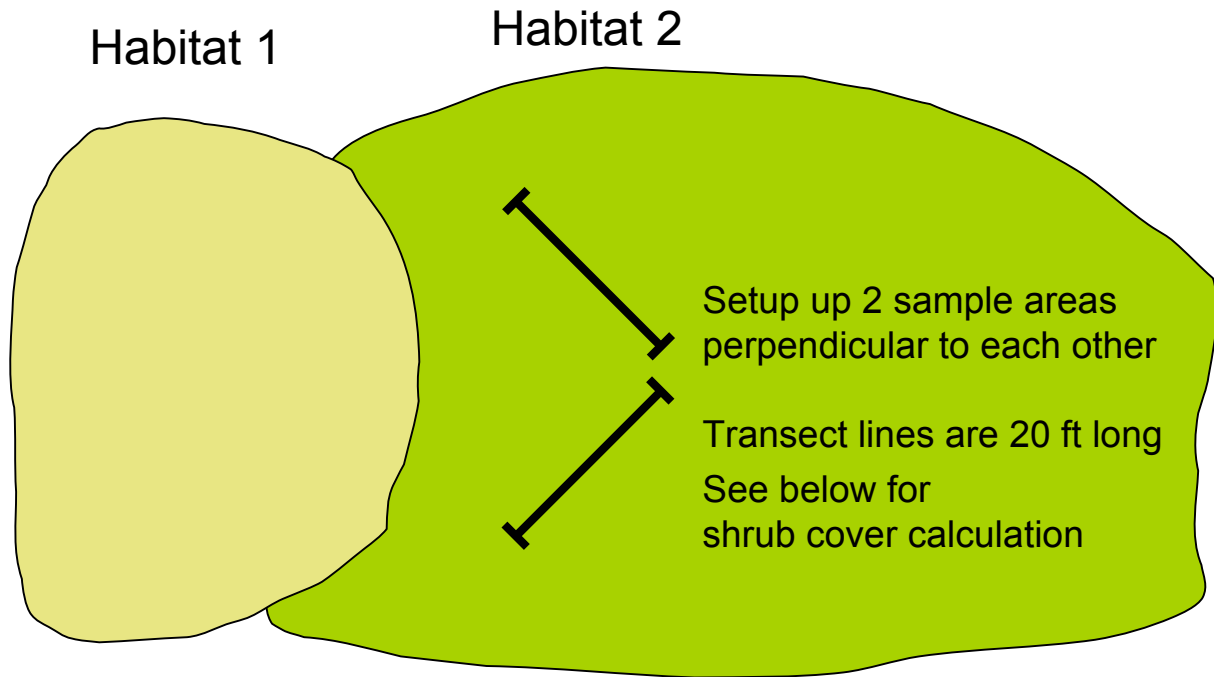 Habitat 1
Habitat 2
Setup up 2 sample areas
perpendicular to each other
Transect lines are 20 ft long
See below for
shrub cover calculation